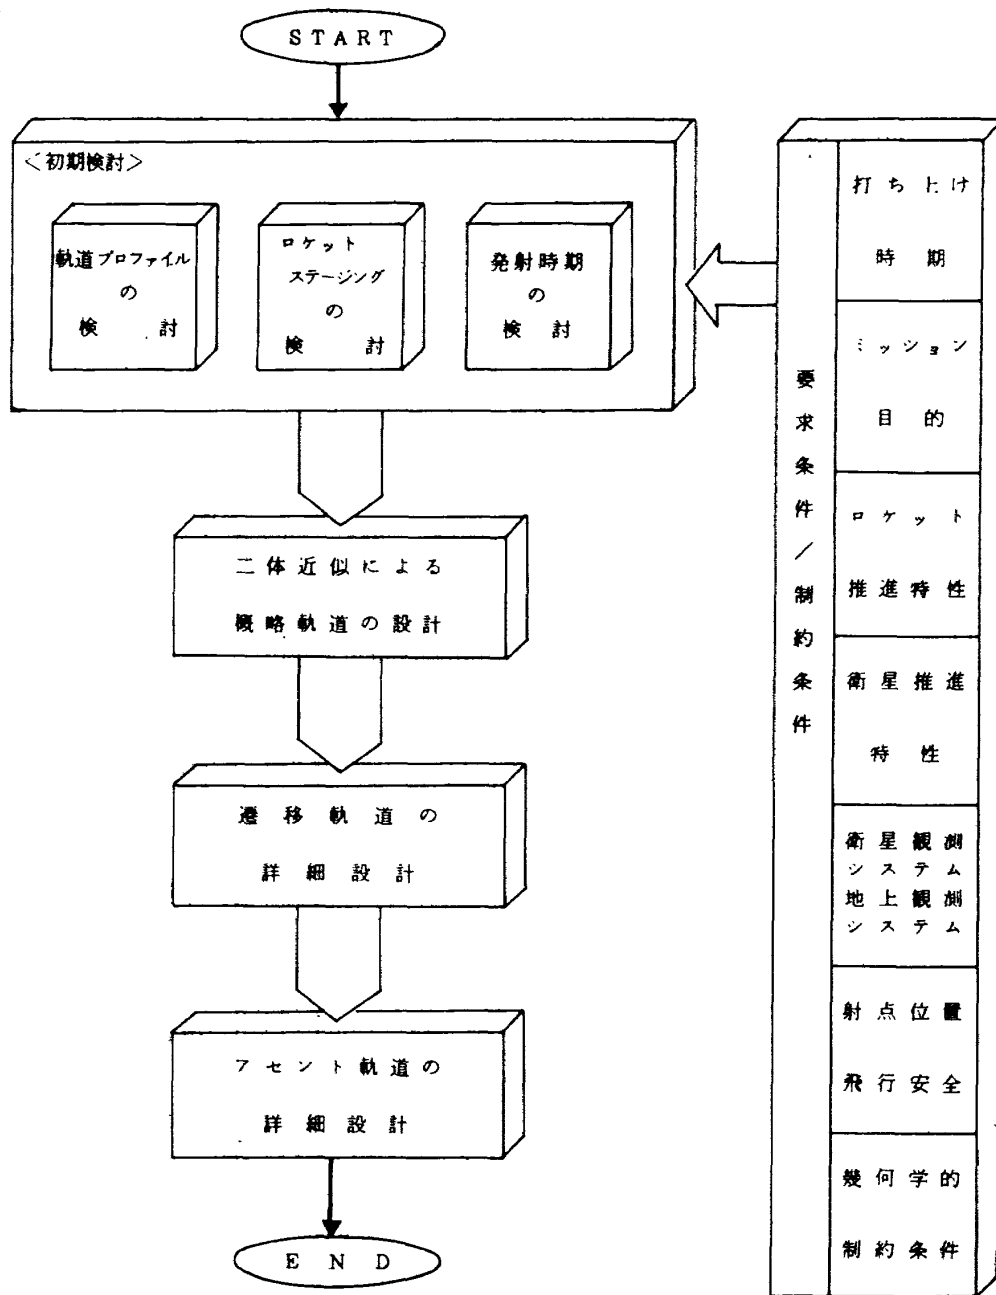 START
<初期検討>
軌道プロファイル
の
検討
ロケット
ステージング
の
検討
発射時期
の
検討
二体近似による
概略軌道の設計
遷移軌道の
詳細設計
アセント軌道の
詳細設計
END
要求条件/制約条件
打ち上げ
時期
ミッション
目的
ロケット
推進特性
衛星推進
特性
衛星観測
システム
地上観測
システム
射点位置
飛行安全
幾何学的
制約条件